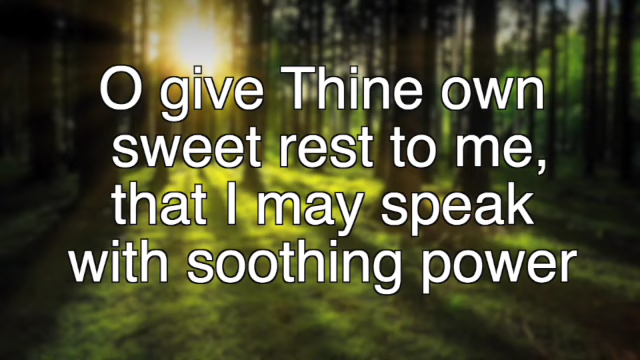 O give Thine own
sweet rest to me,
that I may speak
with soothing power